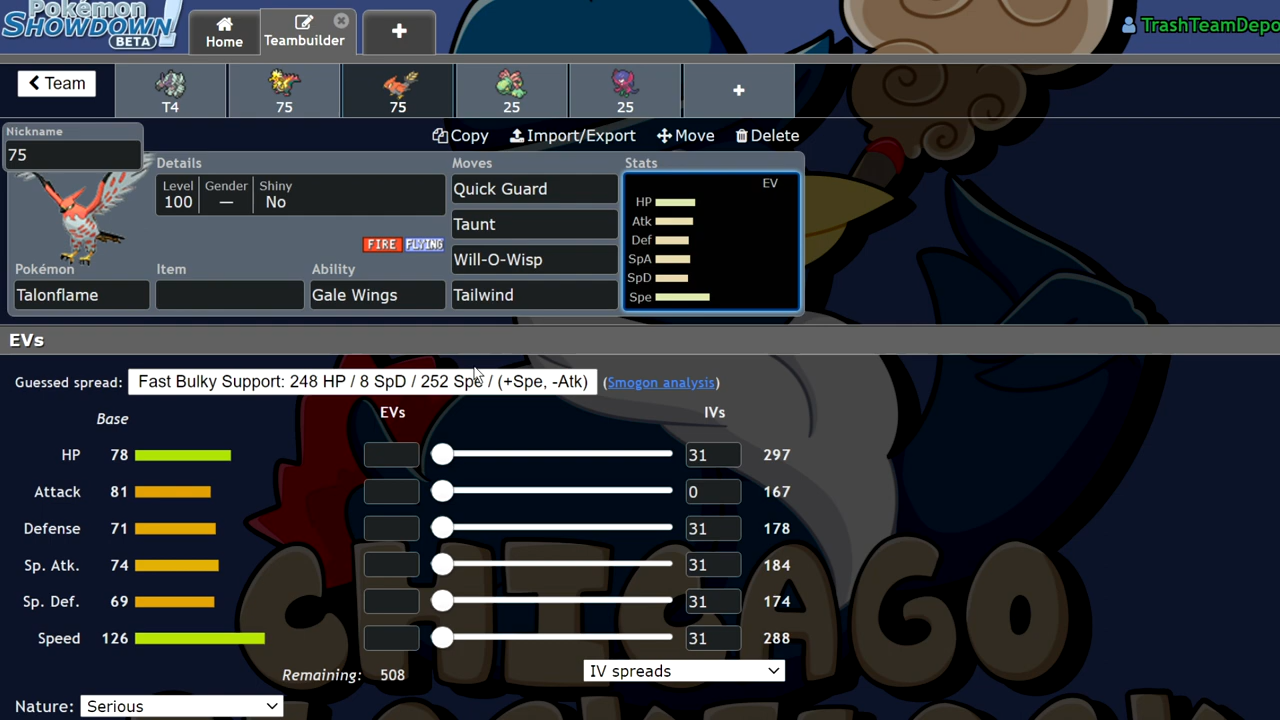 Pokémon
SHOWDOWN!
BETA
Home
Teambuilder
TrashTeamDepo
Team
T4
75
75
25
25
Nickname
75
Copy
Import/Export
Move
Delete
Details
Level Gender Shiny
100 — No
FIRE FLYING
Pokémon Item Ability
Talonflame Gale Wings
Moves
Quick Guard
Taunt
Will-O-Wisp
Tailwind
Stats
EV
HP
Atk
Def
SpA
SpD
Spe
EVs
Guessed spread: Fast Bulky Support: 248 HP / 8 SpD / 252 Spe / (+Spe, -Atk) (Smogon analysis)
Base EVs IVs
HP 78 31 297
Attack 81 0 167
Defense 71 31 178
Sp. Atk. 74 31 184
Sp. Def. 69 31 174
Speed 126 31 288
Remaining: 508 IV spreads
Nature: Serious
CHICAGO